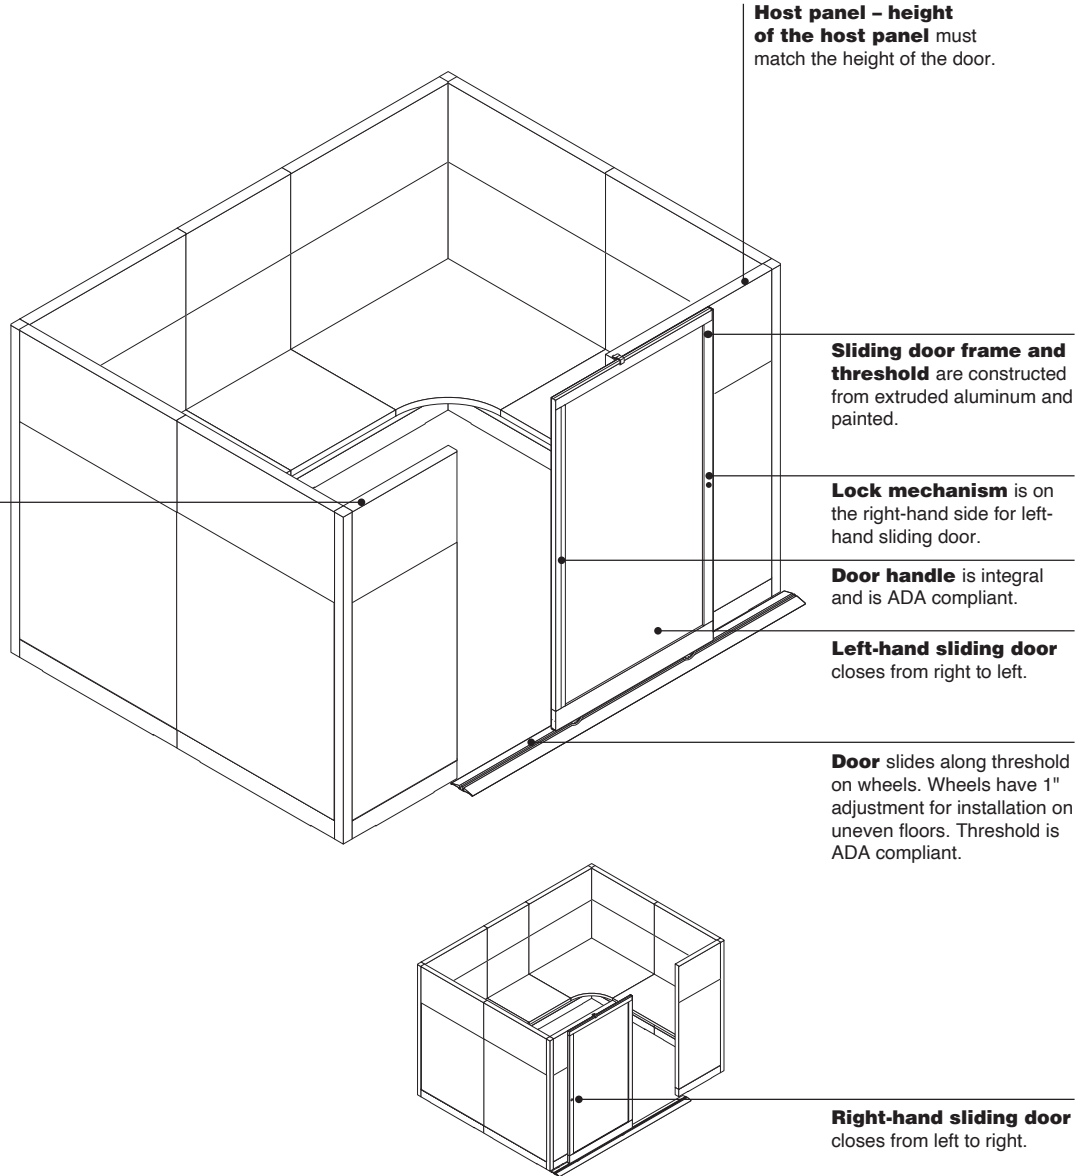 Host panel – height
of the host panel must
match the height of the door.
Sliding door frame and
threshold are constructed
from extruded aluminum and
painted.
Lock mechanism is on
the right-hand side for left-
hand sliding door.
Door handle is integral
and is ADA compliant.
Left-hand sliding door
closes from right to left.
Door slides along threshold
on wheels. Wheels have 1"
adjustment for installation on
uneven floors. Threshold is
ADA compliant.
Right-hand sliding door
closes from left to right.